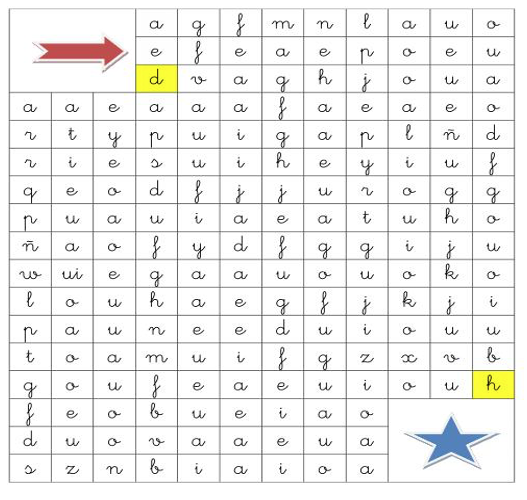 a g f m n l a u o
e f e a e p o e u
d v a g h j o u a
a a e a a a f a e a e o
r t y p u i g a p l ñ d
r i e s u i h e y i u f
q e o d f j j u r o g g
p u a u i a e a t u h o
ñ a o f y d f g g i j u
w ui e g a a u o u o k o
l o u h a e g f j k j i
p a u n e e d u i o u u
t o a m u i f g z x v b
g o u f e a e u i o u h
f e o b u e i a o
d u o v a a e u a
s z n b i a i o a